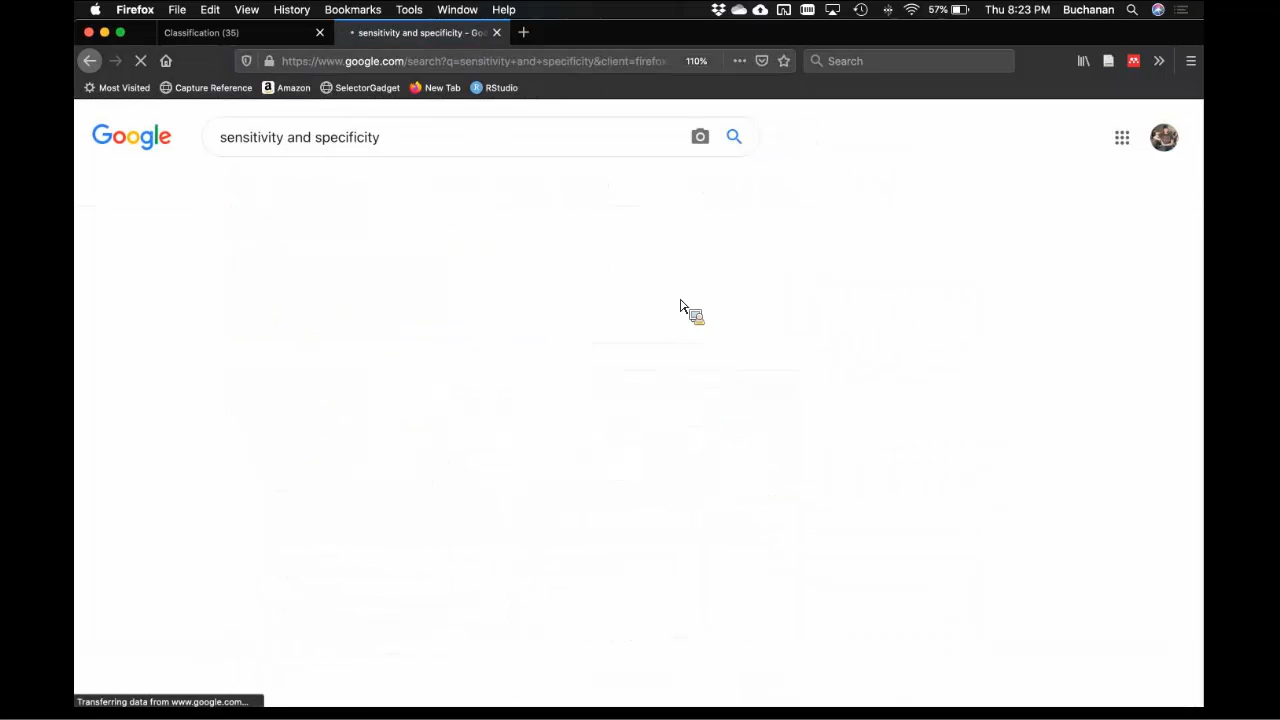 Firefox File Edit View History Bookmarks Tools Window Help 57% Thu 8:23 PM Buchanan
Classification (35) sensitivity and specificity - Goo
https://www.google.com/search?q=sensitivity+and+specificity&client=firefox 110% Search
Most Visited Capture Reference Amazon SelectorGadget New Tab RStudio
Google sensitivity and specificity
Transferring data from www.google.com...